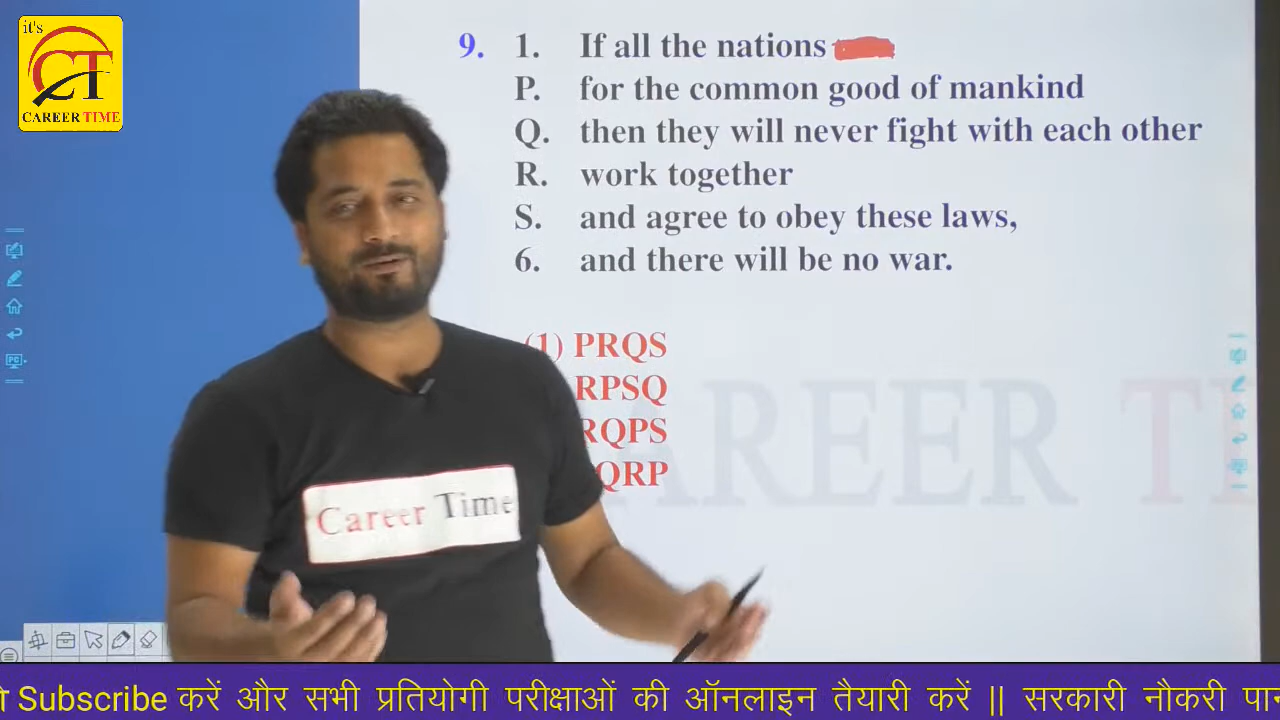 it's
CT
CAREER TIME
9. 1. If all the nations
P. for the common good of mankind
Q. then they will never fight with each other
R. work together
S. and agree to obey these laws,
6. and there will be no war.
(1) PRQS
RPSQ
RQPS
QRP
CAREER
Career Time
PC
Subscribe करें और सभी प्रतियोगी परीक्षाओं की ऑनलाइन तैयारी करें || सरकारी नौकरी